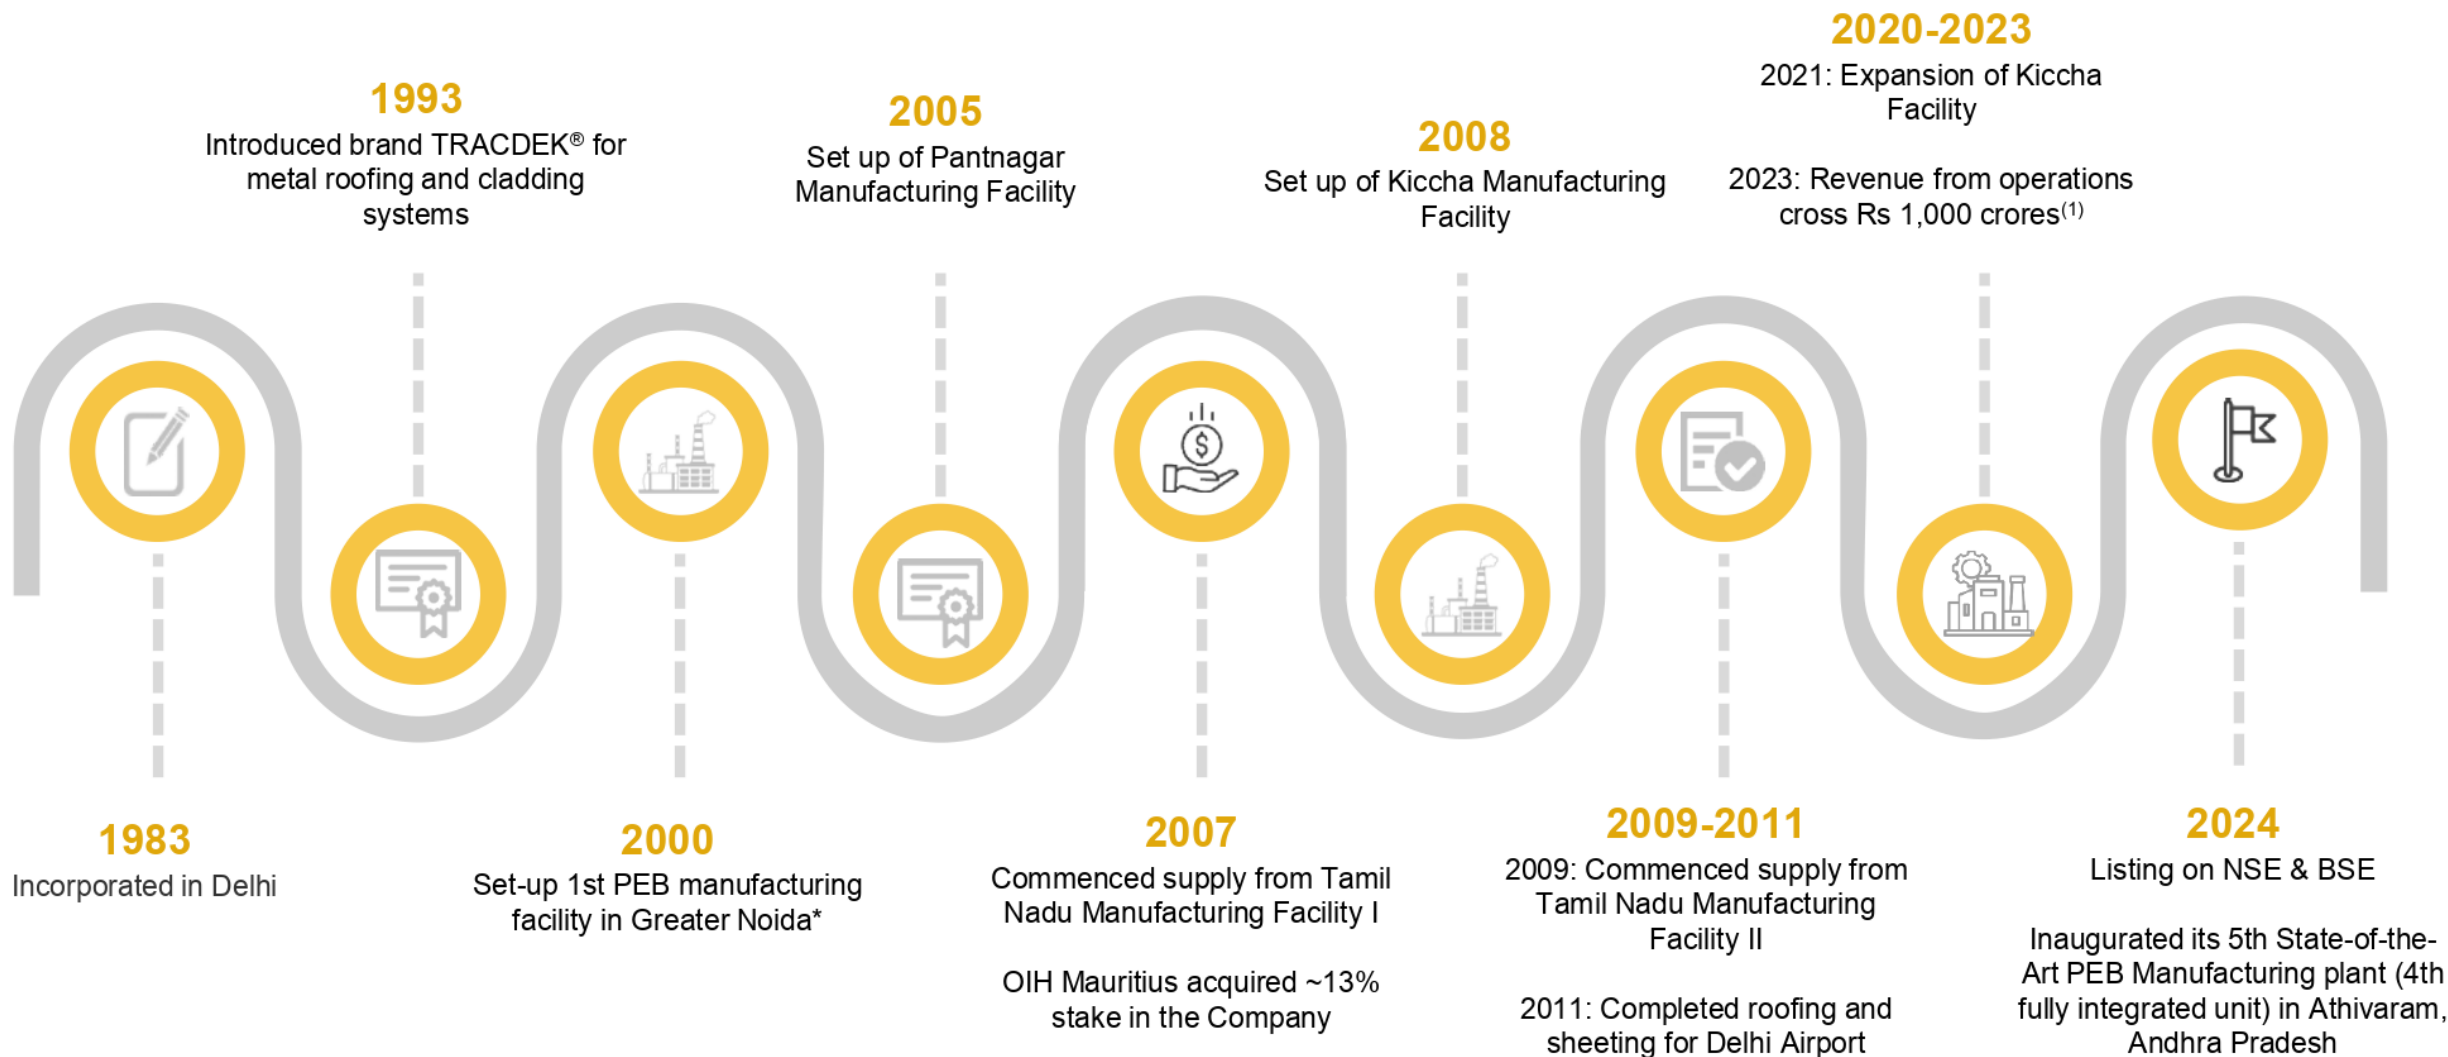 1983
Incorporated in Delhi
1993
Introduced brand TRACDEK® for
metal roofing and cladding
systems
2000
Set-up 1st PEB manufacturing
facility in Greater Noida*
2005
Set up of Pantnagar
Manufacturing Facility
2007
Commenced supply from Tamil
Nadu Manufacturing Facility I
OIH Mauritius acquired ~13%
stake in the Company
2008
Set up of Kiccha Manufacturing
Facility
2009-2011
2009: Commenced supply from
Tamil Nadu Manufacturing
Facility II
2011: Completed roofing and
sheeting for Delhi Airport
2020-2023
2021: Expansion of Kiccha
Facility
2023: Revenue from operations
cross Rs 1,000 crores(1)
2024
Listing on NSE & BSE
Inaugurated its 5th State-of-the-
Art PEB Manufacturing plant (4th
fully integrated unit) in Athivaram,
Andhra Pradesh